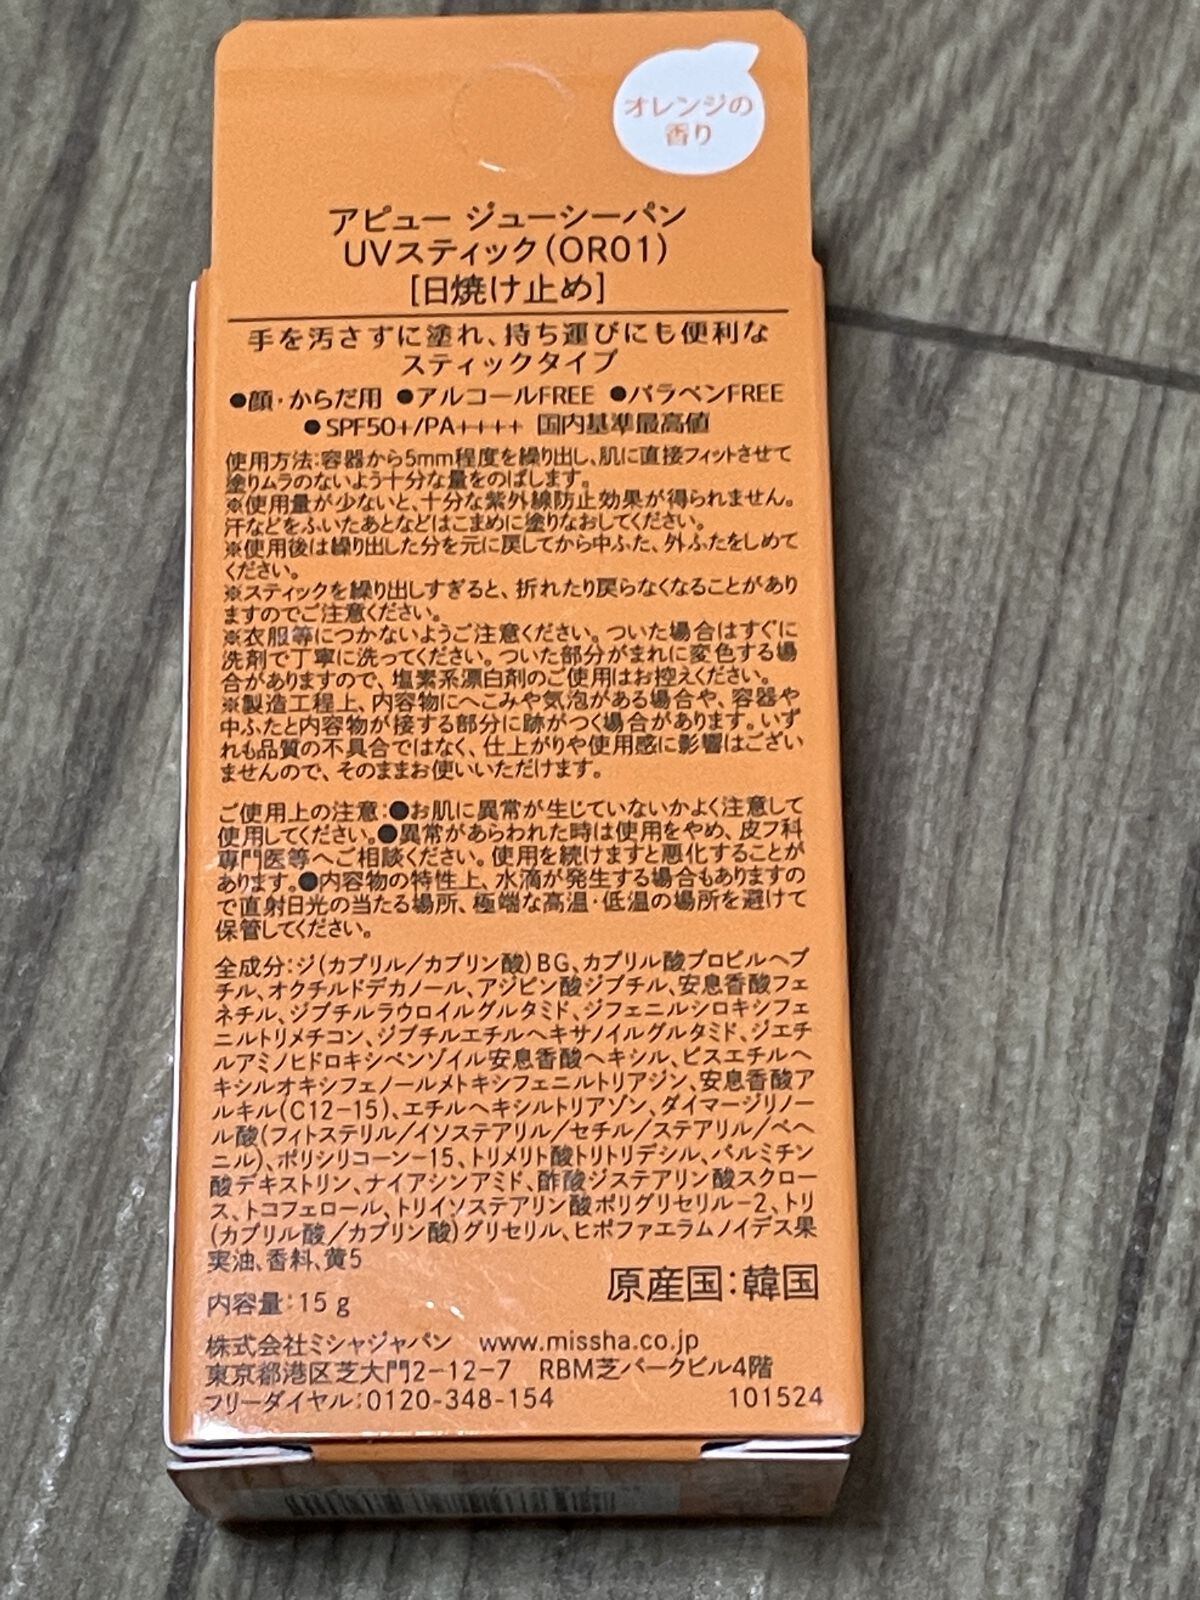 オレンジの
香り
アピュー ジューシーパン
UVスティック(OR01)
[日焼け止め]
手を汚さずに塗れ、持ち運びにも便利な
スティックタイプ
●顔・からだ用 ●アルコールFREE ●パラベンFREE
●SPF50+/PA++++ 国内基準最高値
使用方法:容器から5mm程度を繰り出し、肌に直接フィットさせて
塗りムラのないよう十分な量をのばします。
※使用量が少ないと、十分な紫外線防止効果が得られません。
汗などをふいたあとなどはこまめに塗りなおしてください。
※使用後は繰り出した分を元に戻してから中ふた、外ふたをしめて
ください。
※スティックを繰り出しすぎると、折れたり戻らなくなることがあり
ますのでご注意ください。
※衣服等につかないようご注意ください。ついた場合はすぐに
洗剤で丁寧に洗ってください。ついた部分がまれに変色する場
合がありますので、塩素系漂白剤のご使用はお控えください。
※製造工程上、内容物にへこみや気泡がある場合や、容器や
中ふたと内容物が接する部分に跡がつく場合があります。いず
れも品質の不具合ではなく、仕上がりや使用感に影響はござい
ませんので、そのままお使いいただけます。
ご使用上の注意:●お肌に異常が生じていないかよく注意して
使用してください。●異常があらわれた時は使用をやめ、皮フ科
専門医等へご相談ください。使用を続けますと悪化することが
あります。●内容物の特性上、水滴が発生する場合もありますの
で直射日光の当たる場所、極端な高温・低温の場所を避けて
保管してください。
全成分:ジ(カプリル/カプリン酸)BG、カプリル酸プロピルヘプ
チル、オクチルドデカノール、アジピン酸ジブチル、安息香酸フェ
ネチル、ジブチルラウロイルグルタミド、ジフェニルシロキシフェ
ニルトリメチコン、ジブチルエチルヘキサノイルグルタミド、ジエチ
ルアミノヒドロキシベンゾイル安息香酸ヘキシル、ビスエチルヘ
キシルオキシフェノールメトキシフェニルトリアジン、安息香酸ア
ルキル(C12-15)、エチルヘキシルトリアゾン、ダイマージリノー
ル酸(フィトステリル/イソステアリル/セチル/ステアリル/ベヘ
ニル)、ポリシリコーン-15、トリメリト酸トリトリデシル、パルミチン
酸デキストリン、ナイアシンアミド、酢酸ジステアリン酸スクロー
ス、トコフェロール、トリイソステアリン酸ポリグリセリル-2、トリ
(カプリル酸/カプリン酸)グリセリル、ヒポファエラムノイデス果
実油、香料、黄5
原産国:韓国
内容量:15g
株式会社ミシャジャパン www.missha.co.jp
東京都港区芝大門2-12-7 RBM芝パークビル4階
フリーダイヤル:0120-348-154 101524